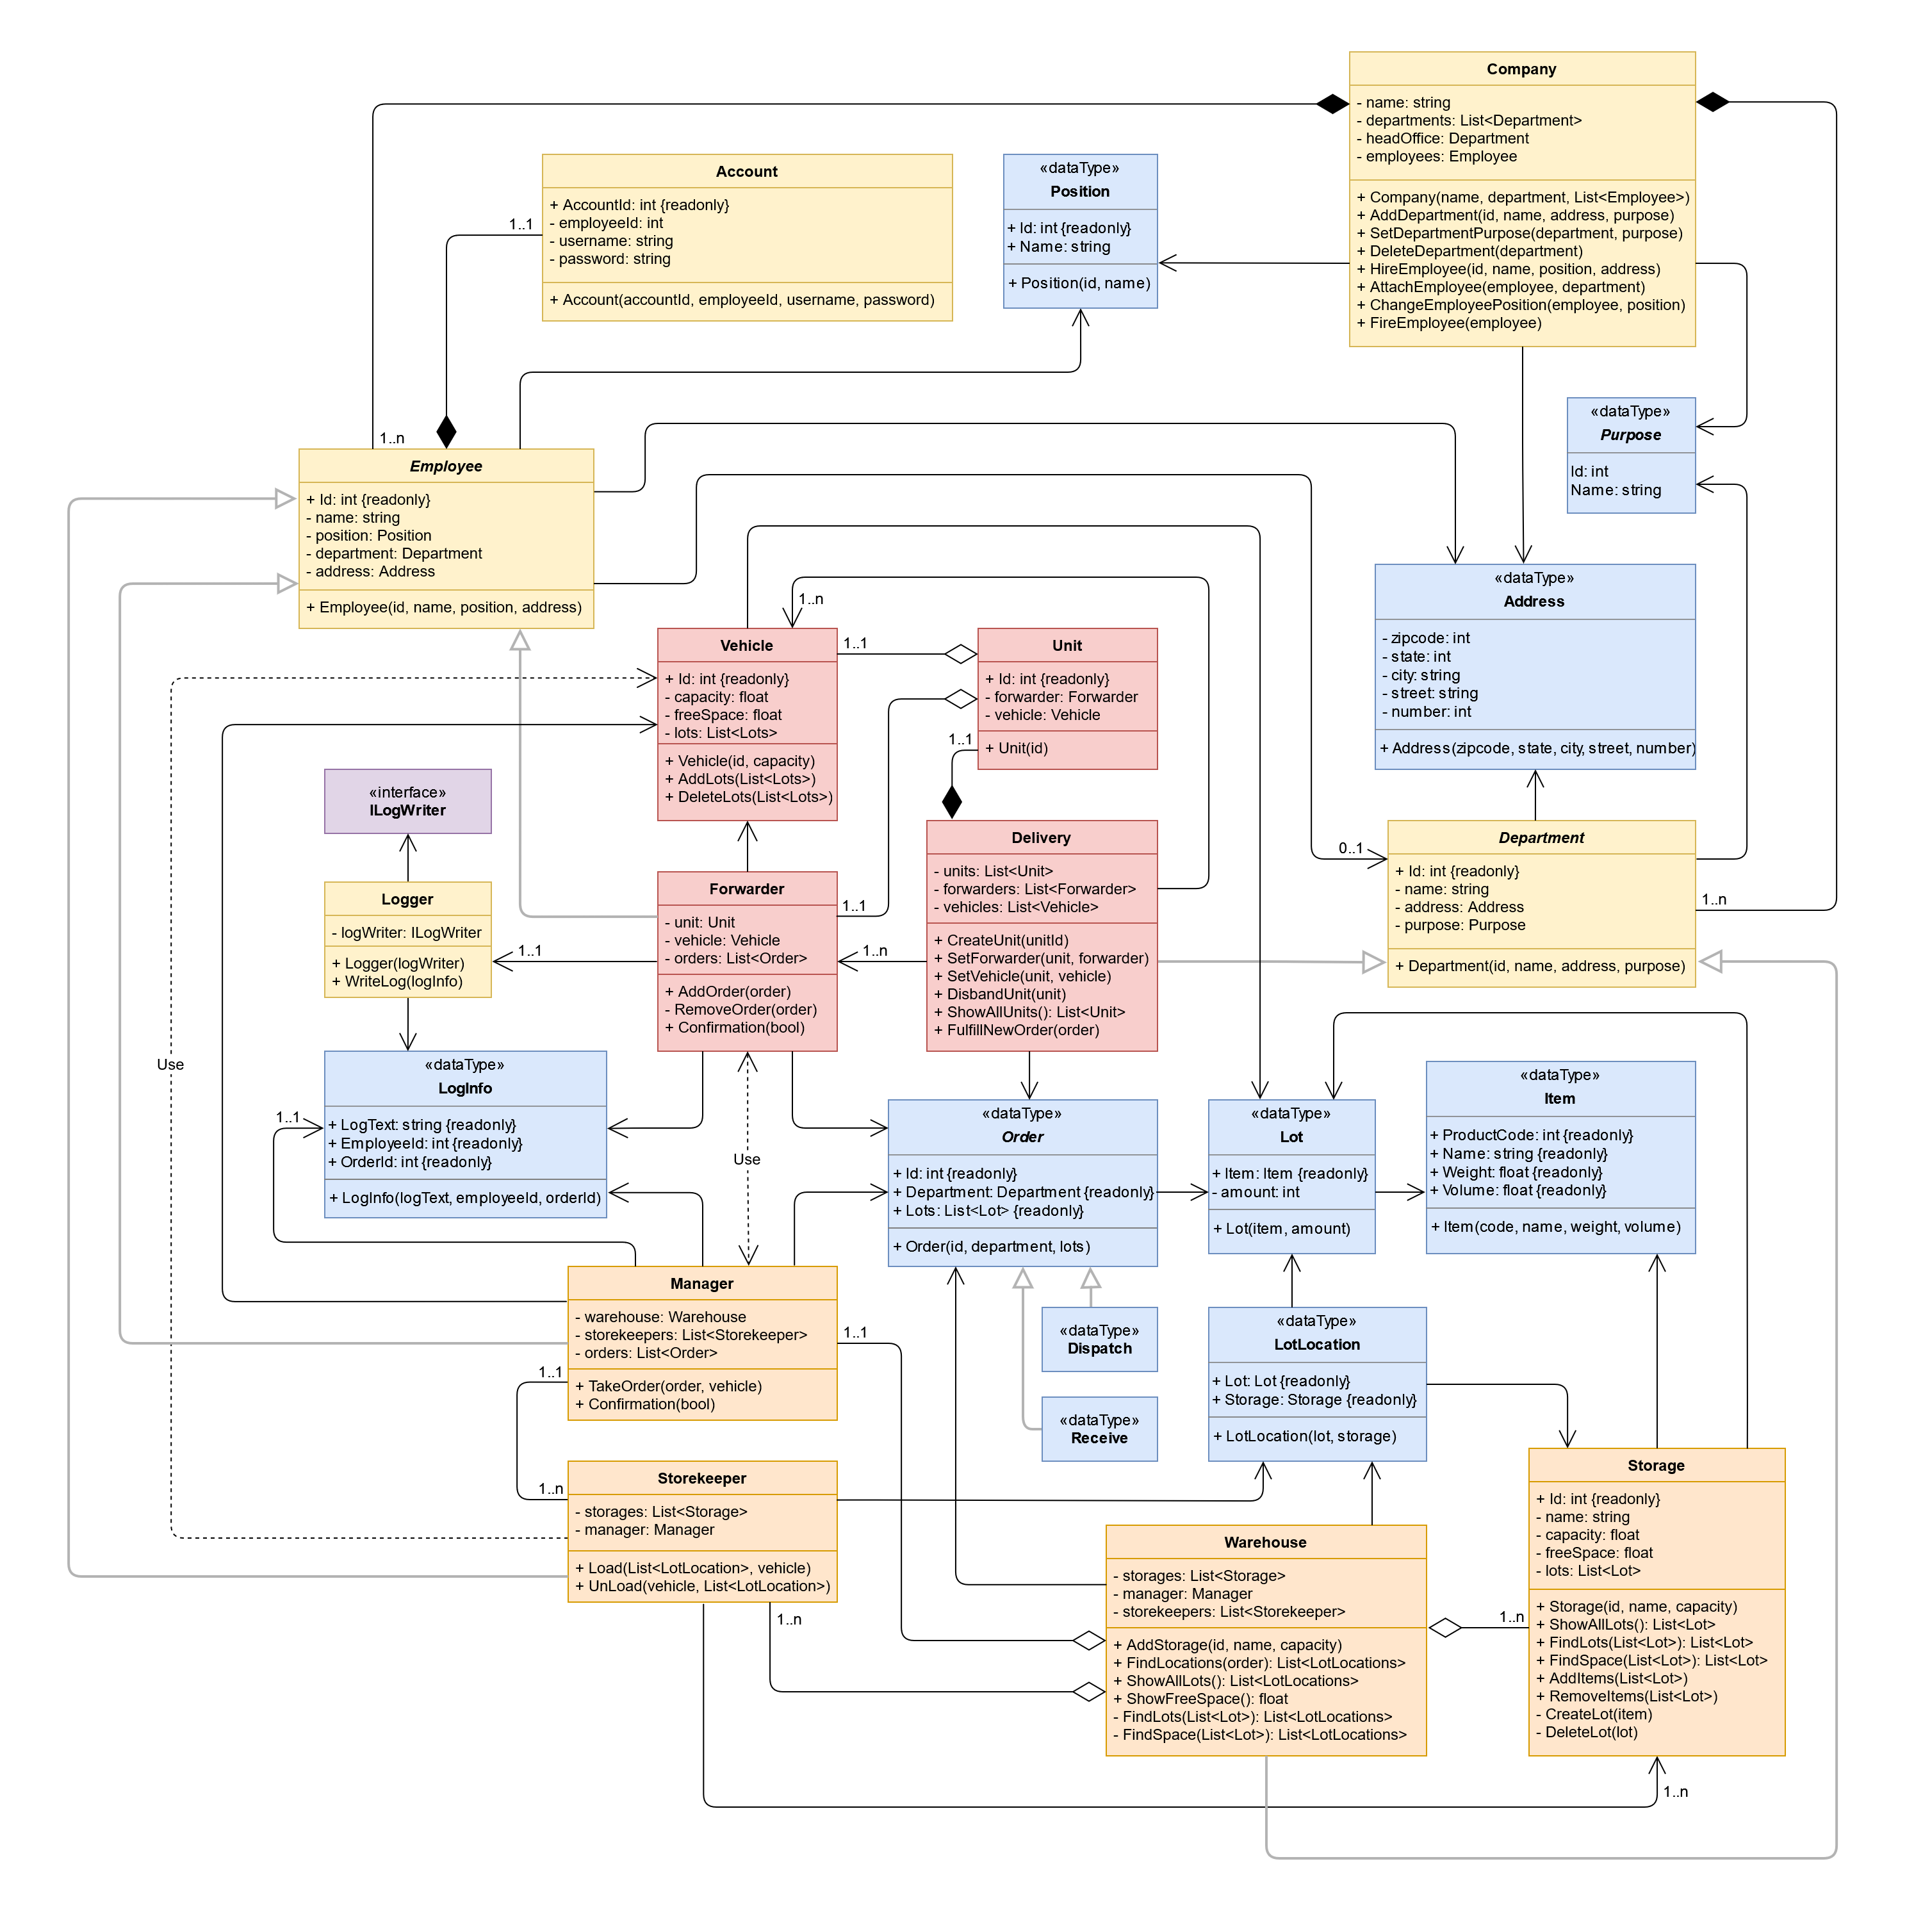 Company
- name: string
- departments: List<Department>
- headOffice: Department
- employees: Employee
+ Company(name, department, List<Employee>)
+ AddDepartment(id, name, address, purpose)
+ SetDepartmentPurpose(department, purpose)
+ DeleteDepartment(department)
+ HireEmployee(id, name, position, address)
+ AttachEmployee(employee, department)
+ ChangeEmployeePosition(employee, position)
+ FireEmployee(employee)
Account
+ AccountId: int {readonly}
- employeeId: int
- username: string
- password: string
+ Account(accountId, employeeId, username, password)
1..1
«dataType»
Position
+ Id: int {readonly}
+ Name: string
+ Position(id, name)
«dataType»
Purpose
Id: int
Name: string
1..n
Employee
+ Id: int {readonly}
- name: string
- position: Position
- department: Department
- address: Address
+ Employee(id, name, position, address)
«dataType»
Address
- zipcode: int
- state: int
- city: string
- street: string
- number: int
+ Address(zipcode, state, city, street, number)
1..n
Vehicle
+ Id: int {readonly}
- capacity: float
- freeSpace: float
- lots: List<Lots>
+ Vehicle(id, capacity)
+ AddLots(List<Lots>)
+ DeleteLots(List<Lots>)
1..1
Unit
+ Id: int {readonly}
- forwarder: Forwarder
- vehicle: Vehicle
+ Unit(id)
1..1
«interface»
ILogWriter
Logger
- logWriter: ILogWriter
+ Logger(logWriter)
+ WriteLog(logInfo)
1..1
Forwarder
- unit: Unit
- vehicle: Vehicle
- orders: List<Order>
+ AddOrder(order)
- RemoveOrder(order)
+ Confirmation(bool)
1..1
1..n
Delivery
- units: List<Unit>
- forwarders: List<Forwarder>
- vehicles: List<Vehicle>
+ CreateUnit(unitId)
+ SetForwarder(unit, forwarder)
+ SetVehicle(unit, vehicle)
+ DisbandUnit(unit)
+ ShowAllUnits(): List<Unit>
+ FulfillNewOrder(order)
0..1
Department
+ Id: int {readonly}
- name: string
- address: Address
- purpose: Purpose
+ Department(id, name, address, purpose)
1..n
Use
«dataType»
LogInfo
+ LogText: string {readonly}
+ EmployeeId: int {readonly}
+ OrderId: int {readonly}
+ LogInfo(logText, employeeId, orderId)
1..1
Use
«dataType»
Order
+ Id: int {readonly}
+ Department: Department {readonly}
+ Lots: List<Lot> {readonly}
+ Order(id, department, lots)
«dataType»
Lot
+ Item: Item {readonly}
- amount: int
+ Lot(item, amount)
«dataType»
Item
+ ProductCode: int {readonly}
+ Name: string {readonly}
+ Weight: float {readonly}
+ Volume: float {readonly}
+ Item(code, name, weight, volume)
Manager
- warehouse: Warehouse
- storekeepers: List<Storekeeper>
- orders: List<Order>
+ TakeOrder(order, vehicle)
+ Confirmation(bool)
1..1
1..1
«dataType»
Dispatch
«dataType»
Receive
«dataType»
LotLocation
+ Lot: Lot {readonly}
+ Storage: Storage {readonly}
+ LotLocation(lot, storage)
1..n
Storekeeper
- storages: List<Storage>
- manager: Manager
+ Load(List<LotLocation>, vehicle)
+ UnLoad(vehicle, List<LotLocation>)
1..n
Warehouse
- storages: List<Storage>
- manager: Manager
- storekeepers: List<Storekeeper>
+ AddStorage(id, name, capacity)
+ FindLocations(order): List<LotLocations>
+ ShowAllLots(): List<LotLocations>
+ ShowFreeSpace(): float
- FindLots(List<Lot>): List<LotLocations>
- FindSpace(List<Lot>): List<LotLocations>
1..n
Storage
+ Id: int {readonly}
- name: string
- capacity: float
- freeSpace: float
- lots: List<Lot>
+ Storage(id, name, capacity)
+ ShowAllLots(): List<Lot>
+ FindLots(List<Lot>): List<Lot>
+ FindSpace(List<Lot>): List<Lot>
+ AddItems(List<Lot>)
+ RemoveItems(List<Lot>)
- CreateLot(item)
- DeleteLot(lot)
1..n